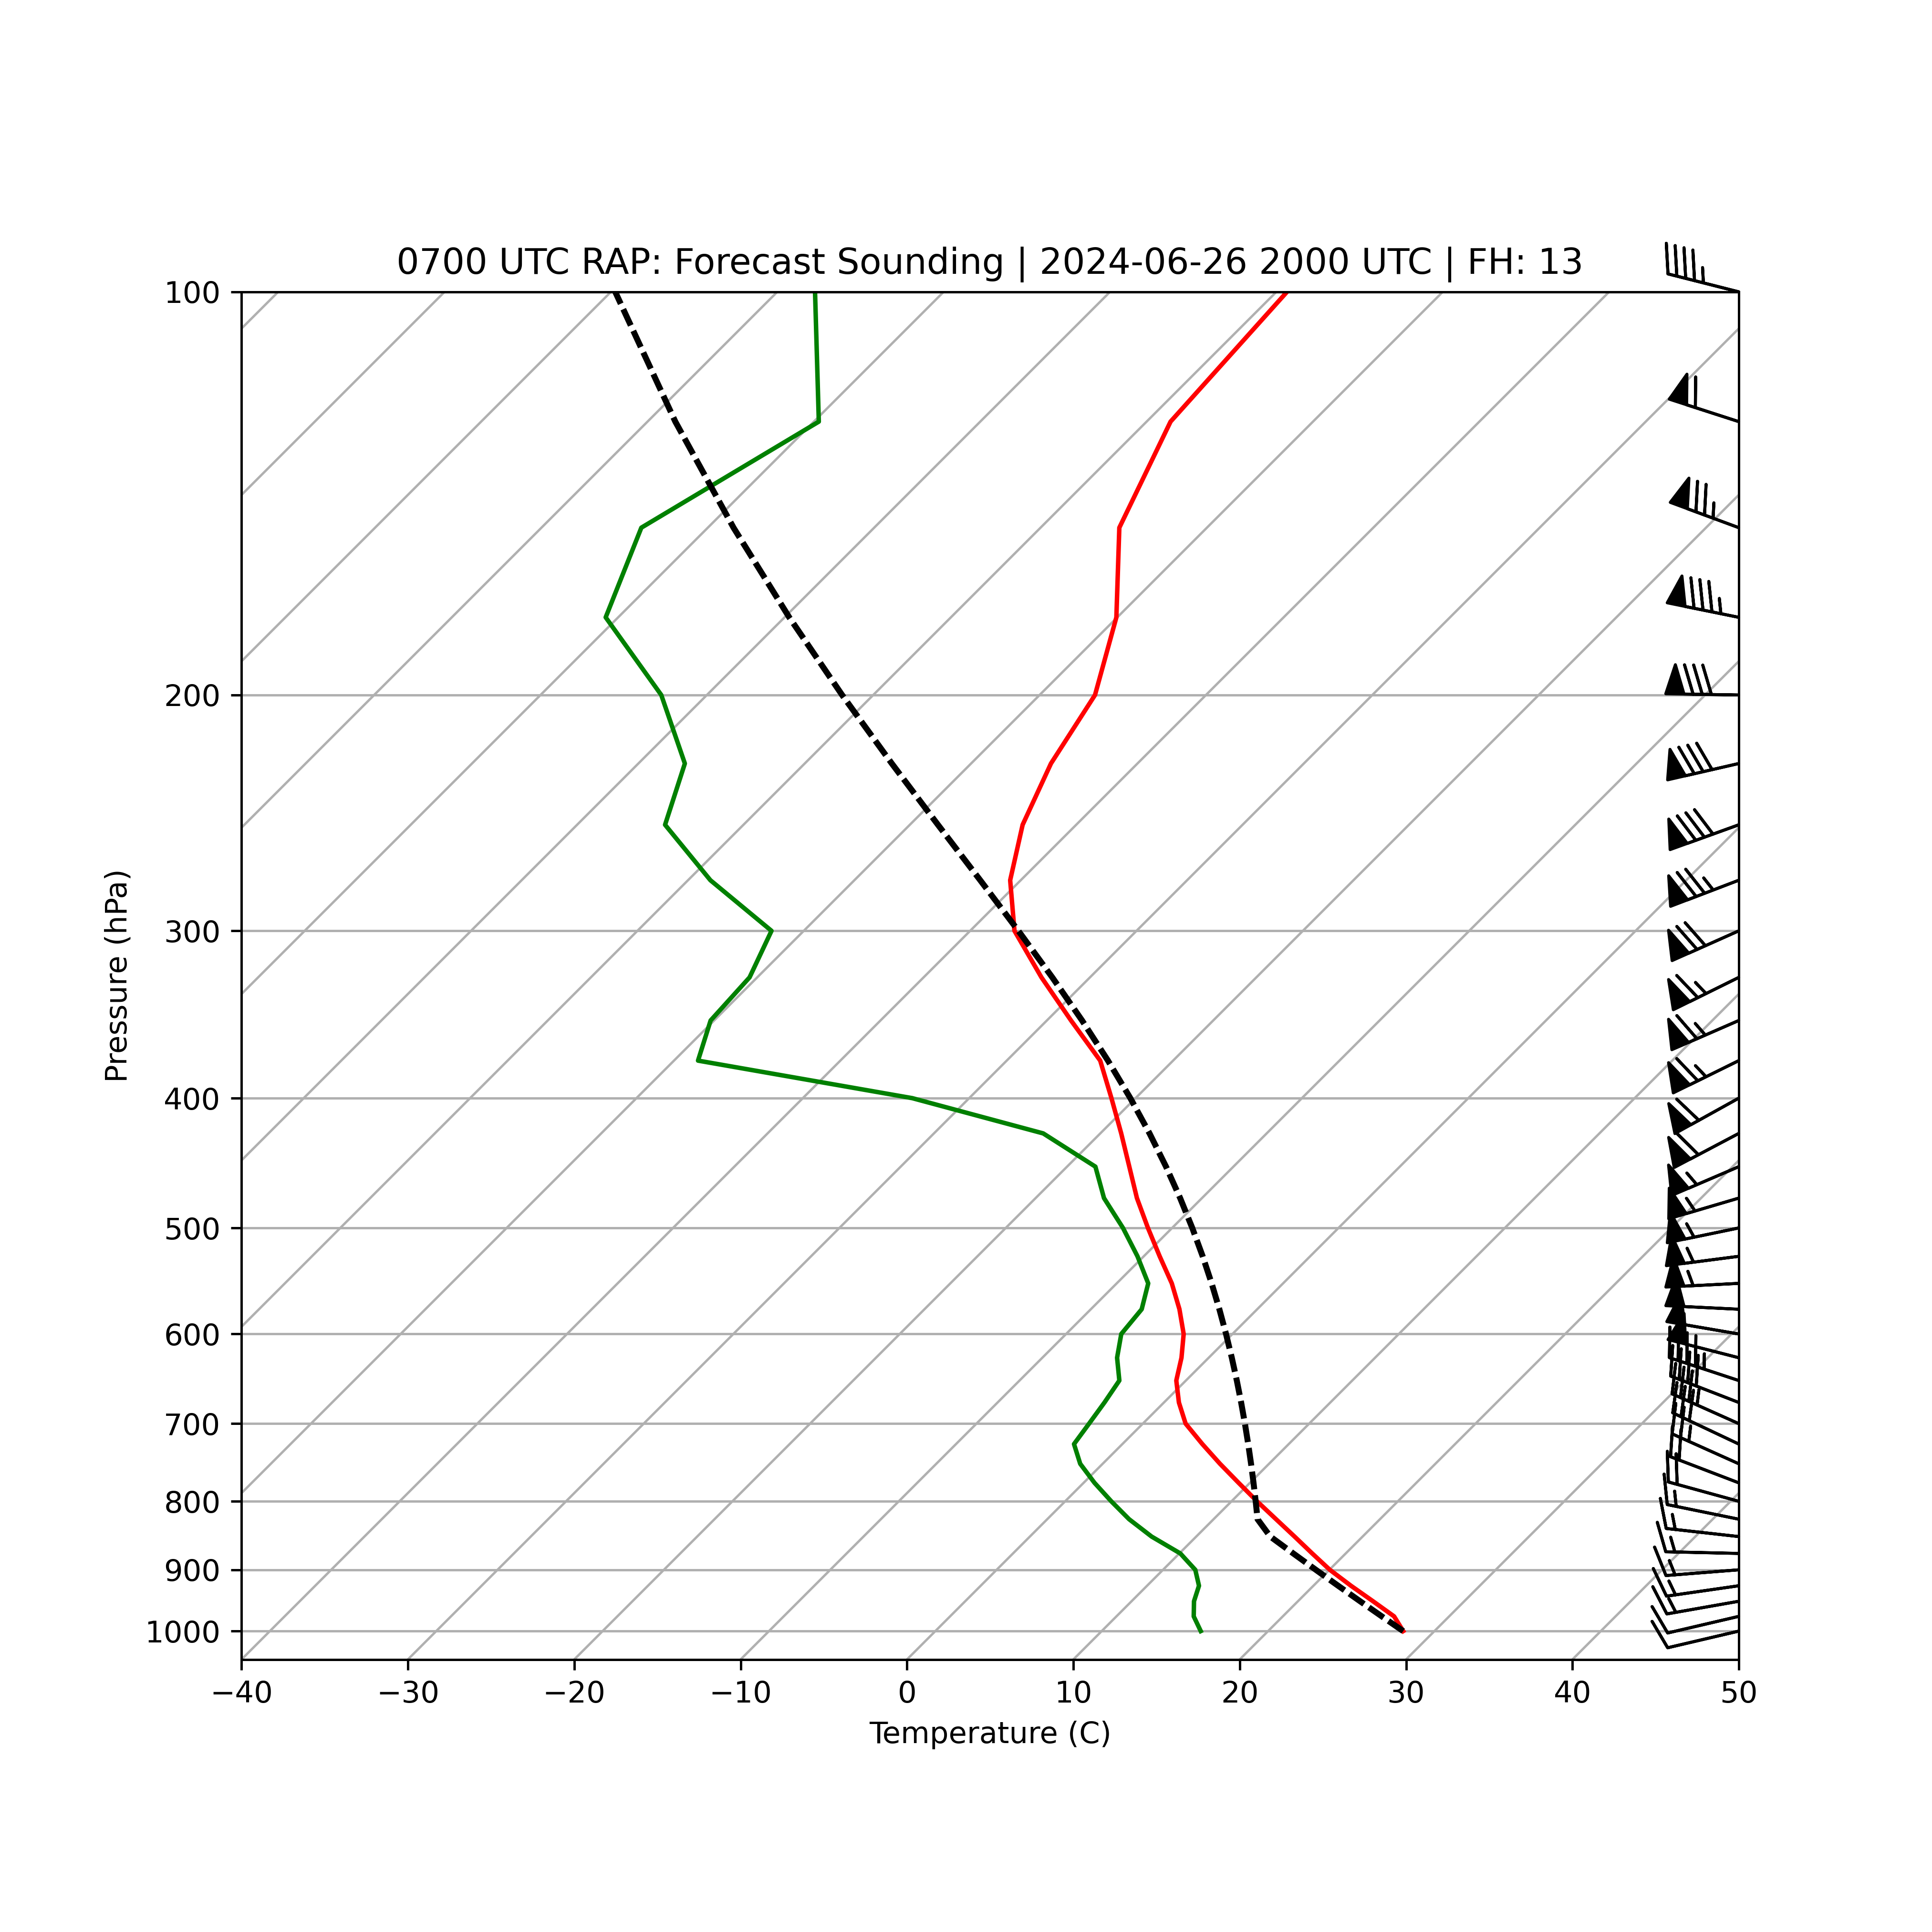 0700 UTC RAP: Forecast Sounding | 2024-06-26 2000 UTC | FH: 13
100
200
300
400
500
600
700
800
900
1000
Pressure (hPa)
−40 −30 −20 −10 0 10 20 30 40 50
Temperature (C)